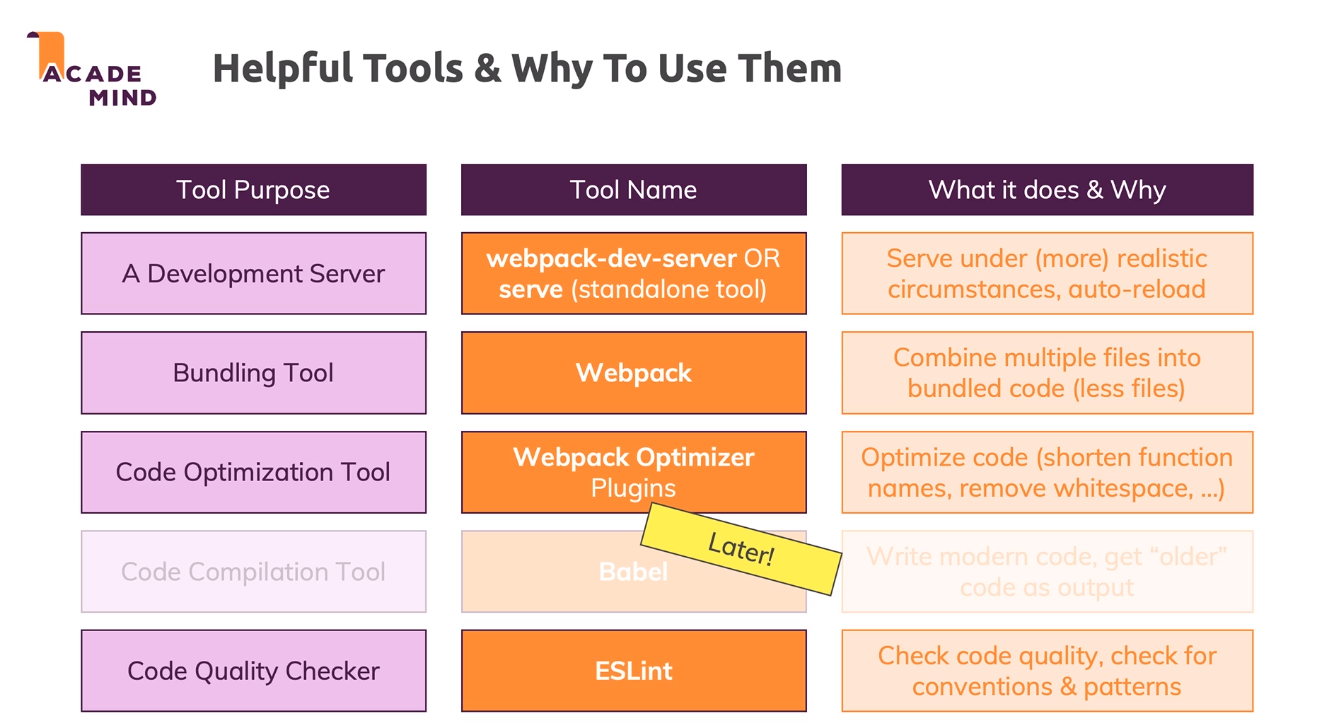 ACADE
MIND
Helpful Tools & Why To Use Them
Tool Purpose
Tool Name
What it does & Why
A Development Server
webpack-dev-server OR
serve (standalone tool)
Serve under (more) realistic
circumstances, auto-reload
Bundling Tool
Webpack
Combine multiple files into
bundled code (less files)
Code Optimization Tool
Webpack Optimizer
Plugins
Optimize code (shorten function
names, remove whitespace, ...)
Later!
Code Compilation Tool
Babel
Write modern code, get “older”
code as output
Code Quality Checker
ESLint
Check code quality, check for
conventions & patterns